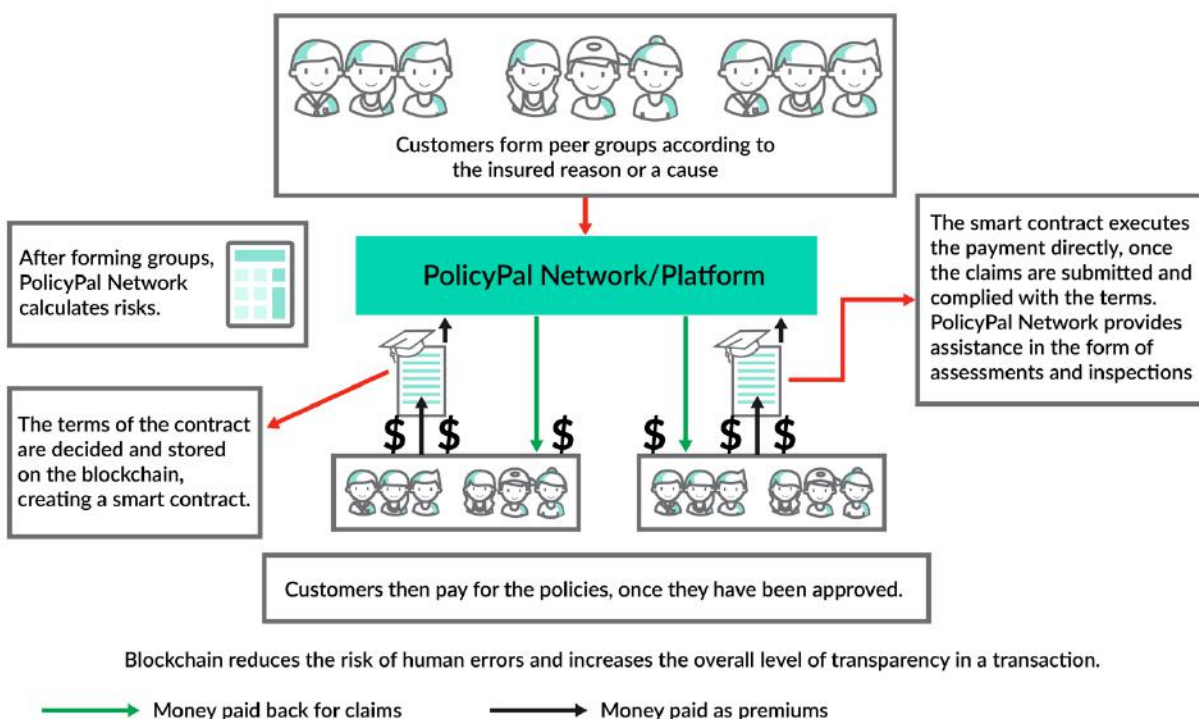 Customers form peer groups according to
the insured reason or a cause
After forming groups,
PolicyPal Network
calculates risks.
PolicyPal Network/Platform
The smart contract executes
the payment directly, once
the claims are submitted and
complied with the terms.
PolicyPal Network provides
assistance in the form of
assessments and inspections
The terms of the contract
are decided and stored
on the blockchain,
creating a smart contract.
$ $ $ $ $ $
Customers then pay for the policies, once they have been approved.
Blockchain reduces the risk of human errors and increases the overall level of transparency in a transaction.
Money paid back for claims
Money paid as premiums